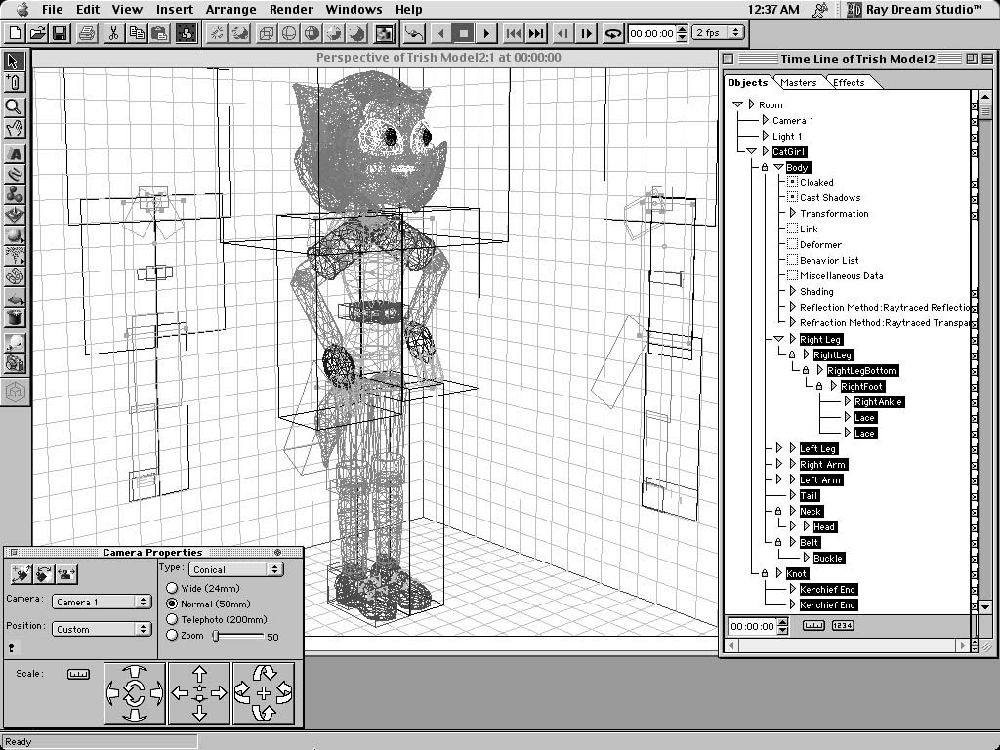 File Edit View Insert Arrange Render Windows Help 12:37 AM Ray Dream Studio™
00:00:00 2 fps
Perspective of Trish Model2:1 at 00:00:00
Time Line of Trish Model2
Objects Masters Effects
Room
Camera 1
Light 1
CatGirl
Body
Cloaked
Cast Shadows
Transformation
Link
Deformer
Behavior List
Miscellaneous Data
Shading
Reflection Method:Raytraced Reflectio
Refraction Method:Raytraced Transpa
Right Leg
RightLeg
RightLegBottom
RightFoot
RightAnkle
Lace
Lace
Left Leg
Right Arm
Left Arm
Tail
Neck
Head
Belt
Buckle
Knot
Kerchief End
Kerchief End
00:00:00 1234
Camera Properties
Type: Conical
Wide (24mm)
Camera: Camera 1
Normal (50mm)
Telephoto (200mm)
Position: Custom
Zoom 50
Scale:
Ready